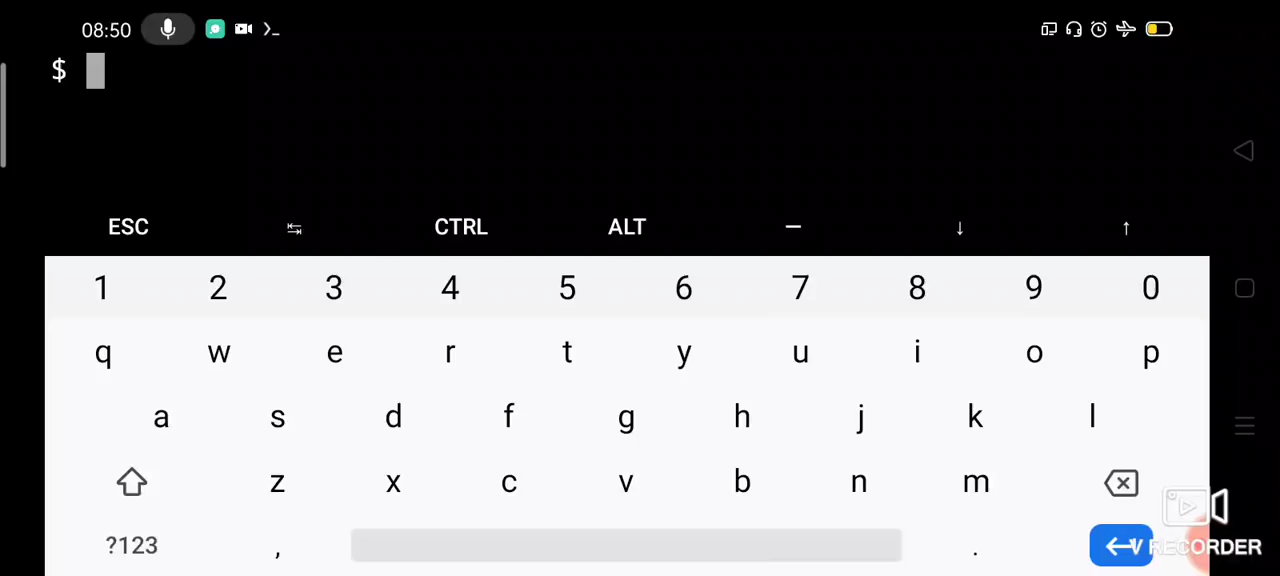 08:50
$
ESC CTRL ALT
1 2 3 4 5 6 7 8 9 0
q w e r t y u i o p
a s d f g h j k l
z x c v b n m
?123 , .
V RECORDER